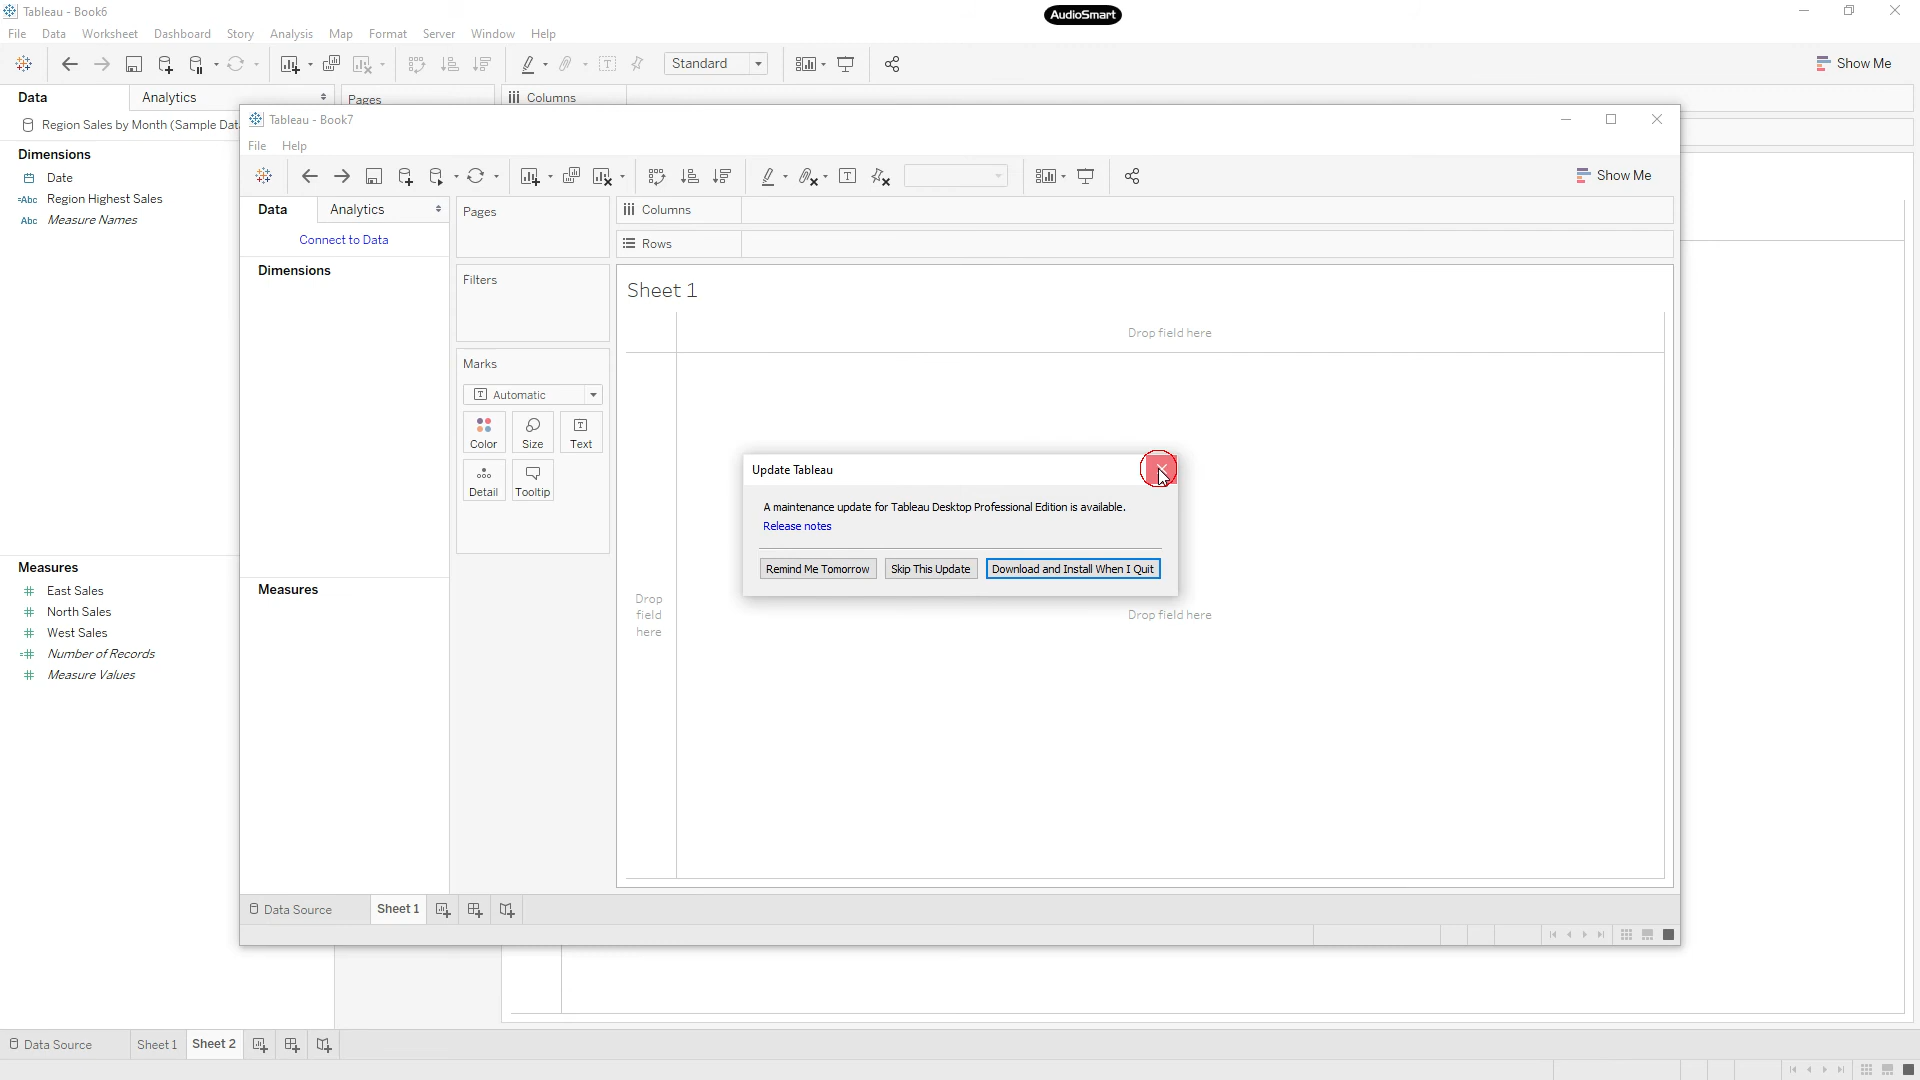 Tableau - Book6
AudioSmart
File Data Worksheet Dashboard Story Analysis Map Format Server Window Help
Standard
Show Me
Data Analytics Pages Columns
Region Sales by Month (Sample Dat
Dimensions
Date
=Abc Region Highest Sales
Abc Measure Names
Measures
East Sales
North Sales
West Sales
Number of Records
Measure Values
Tableau - Book7
File Help
Show Me
Data Analytics
Connect to Data
Dimensions
Measures
Pages
Filters
Marks
Automatic
Color Size Text
Detail Tooltip
Columns
Rows
Sheet 1
Drop field here
Drop
field
here
Drop field here
Update Tableau
A maintenance update for Tableau Desktop Professional Edition is available.
Release notes
Remind Me Tomorrow Skip This Update Download and Install When I Quit
Data Source Sheet 1
Data Source Sheet 1 Sheet 2